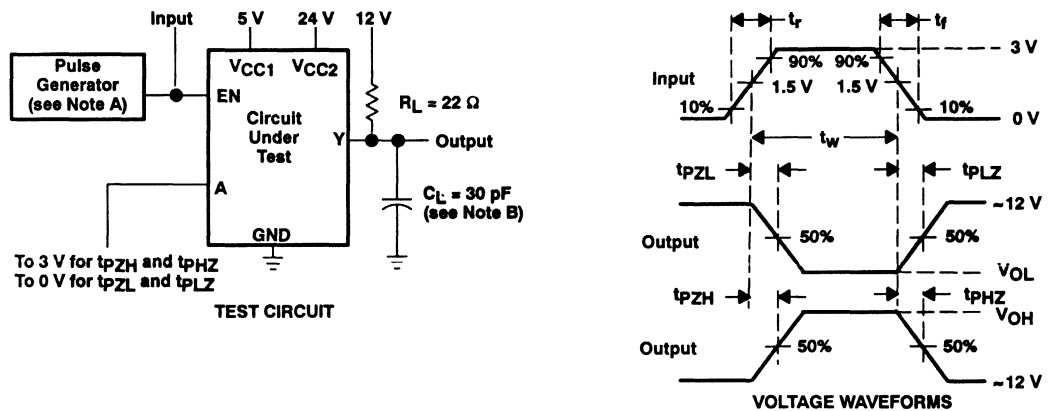 Input 5 V 24 V 12 V
Pulse
Generator
(see Note A)
VCC1 VCC2
EN
Circuit
Under
Test
Y
A
GND
RL = 22 Ω
Output
CL = 30 pF
(see Note B)
To 3 V for tPZH and tPHZ
To 0 V for tPZL and tPLZ
TEST CIRCUIT
tr tf
3 V
Input
90% 90%
1.5 V 1.5 V
10% 10%
0 V
tw
tPZL tPLZ
~12 V
Output
50% 50%
VOL
tPZH tPHZ
VOH
Output
50% 50%
~12 V
VOLTAGE WAVEFORMS